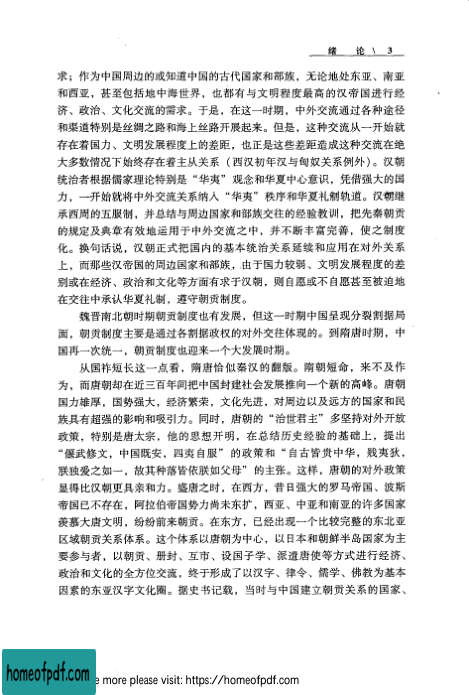 绪 论 \ 3
求；作为中国周边的或知道中国的古代国家和部族，无论地处东亚、南亚
和西亚，甚至包括地中海世界，也都有与文明程度最高的汉帝国进行经
济、政治、文化交流的需求。于是，在这一时期，中外交流通过各种途径
和渠道特别是丝绸之路和海上丝路开展起来。但是，这种交流从一开始就
存在着国力、文明发展程度上的差距，也正是这些差距造成这种交流在绝
大多数情况下始终存在着主从关系（西汉初年汉与匈奴关系例外）。汉朝
统治者根据儒家理论特别是“华夷”观念和华夏中心意识，凭借强大的国
力，一开始就将中外交流关系纳入“华夷”秩序和华夏礼制轨道。汉朝继
承西周的五服制，并总结与周边国家和部族交往的经验教训，把先秦朝贡
的规定及典章有效地运用于中外交流之中，并不断丰富完善，使之制度
化。换句话说，汉朝正式把国内的基本统治关系延续和应用在对外关系
上，而那些汉帝国的周边国家和部族，由于国力较弱、文明发展程度的差
别或在经济、政治和文化等方面有求于汉朝，则自愿或不自愿甚至被迫地
在交往中承认华夏礼制，遵守朝贡制度。
魏晋南北朝时期朝贡制度也有发展，但这一时期中国呈现分裂割据局
面，朝贡制度主要是通过各割据政权的对外交往体现的。到隋唐时期，中
国再一次统一，朝贡制度也迎来一个大发展时期。
从国祚短长这一点看，隋唐恰似秦汉的翻版。隋朝短命，来不及作
为，而唐朝却在近三百年间把中国封建社会发展推向一个新的高峰。唐朝
国力雄厚，国势强大，经济繁荣，文化先进，对周边以及远方的国家和民
族具有超强的影响和吸引力。同时，唐朝的“治世君主”多坚持对外开放
政策，特别是唐太宗，他的思想开明，在总结历史经验的基础上，提出
“偃武修文，中国既安，四夷自服”的政策和“自古皆贵中华，贱夷狄，
朕独爱之如一，故其种落皆依朕如父母”的主张。这样，唐朝的对外政策
显得比汉朝更具亲和力。盛唐之时，在西方，昔日强大的罗马帝国、波斯
帝国已不存在，阿拉伯帝国势力尚未东扩，西亚、中亚和南亚的许多国家
羡慕大唐文明，纷纷前来朝贡。在东方，已经出现一个比较完整的东北亚
区域朝贡关系体系。这个体系以唐朝为中心，以日本和朝鲜半岛国家为主
要参与者，以朝贡、册封、互市、设国子学、派遣唐使等方式进行经济、
政治和文化的全方位交流，终于形成了以汉字、律令、儒学、佛教为基本
因素的东亚汉字文化圈。据史书记载，当时与中国建立朝贡关系的国家、
homeofpdf.com
e more please visit: https://homeofpdf.com